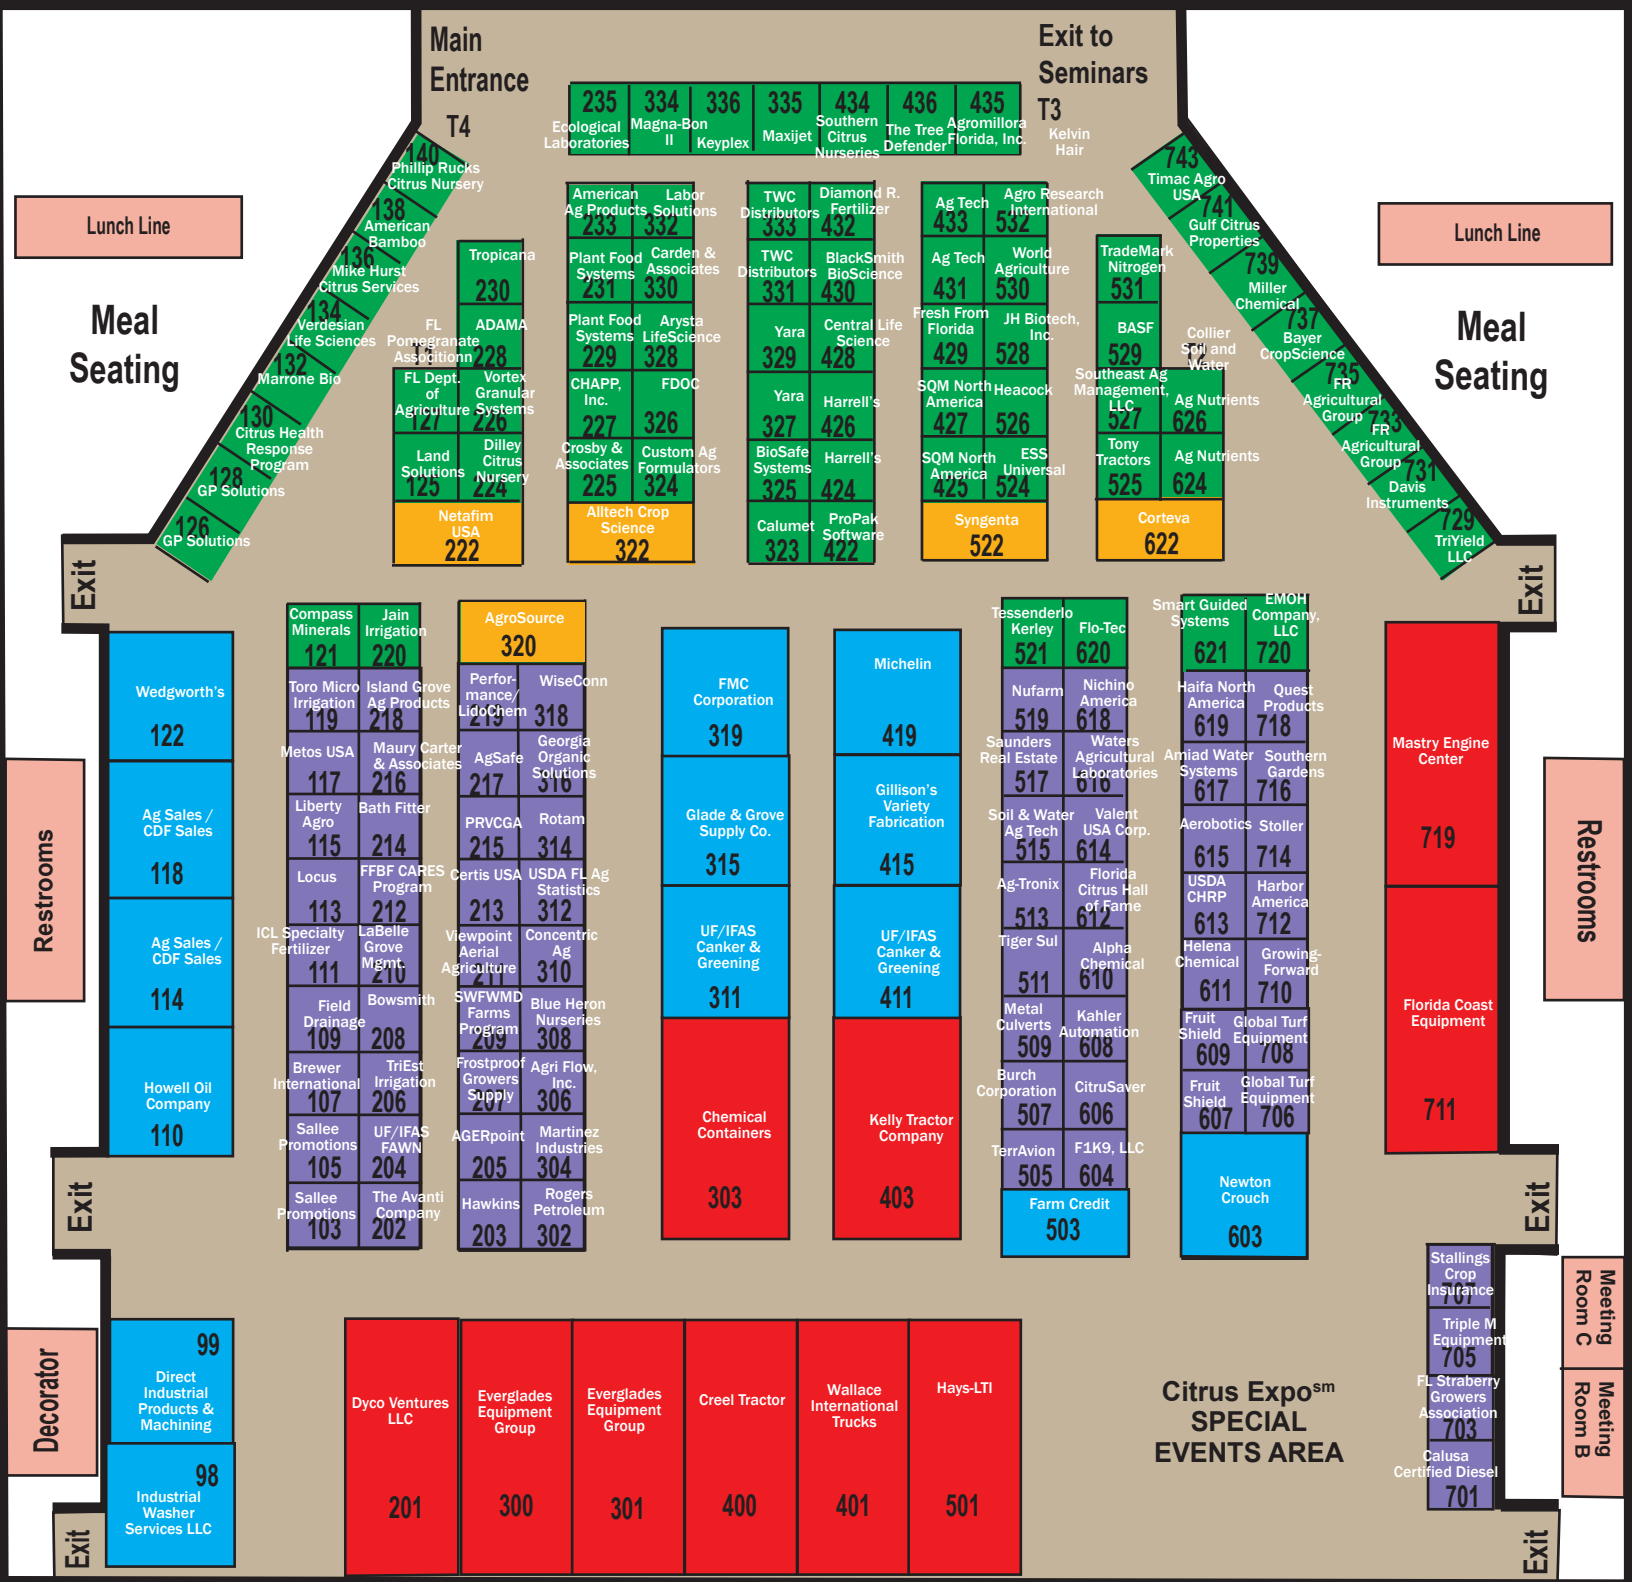 Main
Entrance
T4
Exit to
Seminars
T3
Kelvin
Hair
235
Ecological
Laboratories
334
Magna-Bon
II
336
Keyplex
335
Maxijet
434
Southern
Citrus
Nurseries
436
The Tree
Defender
435
Agromillora
Florida, Inc.
Lunch Line
Meal
Seating
Lunch Line
Meal
Seating
140
Phillip Rucks
Citrus Nursery
138
American
Bamboo
136
Mike Hurst
Citrus Services
134
Verdesian
Life Sciences
132
Marrone Bio
130
Citrus Health
Response
Program
128
GP Solutions
126
GP Solutions
743
Timac Agro
USA
741
Gulf Citrus
Properties
739
Miller
Chemical
737
Bayer
CropScience
735
FR
Agricultural
Group
733
FR
Agricultural
Group
731
Davis
Instruments
729
TriYield
LLC
Tropicana
230
FL
Pomegranate
Associtionn
ADAMA
228
FL Dept.
of
Agriculture
127
Vortex
Granular
Systems
226
Land
Solutions
125
Dilley
Citrus
Nursery
224
Netafim
USA
222
American
Ag Products
233
Labor
Solutions
332
Plant Food
Systems
231
Carden &
Associates
330
Plant Food
Systems
229
Arysta
LifeScience
328
CHAPP,
Inc.
227
FDOC
326
Crosby &
Associates
225
Custom Ag
Formulators
324
Alltech Crop
Science
322
TWC
Distributors
333
Diamond R.
Fertilizer
432
TWC
Distributors
331
BlackSmith
BioScience
430
Yara
329
Central Life
Science
428
Yara
327
Harrell's
426
BioSafe
Systems
325
Harrell's
424
Calumet
323
ProPak
Software
422
Ag Tech
433
Agro Research
International
532
Ag Tech
431
World
Agriculture
530
Fresh From
Florida
429
JH Biotech,
Inc.
528
SQM North
America
427
Heacock
526
SQM North
America
425
ESS
Universal
524
Syngenta
522
TradeMark
Nitrogen
531
BASF
529
Collier
Soil and
Water
Southeast Ag
Management,
LLC
527
Ag Nutrients
626
Tony
Tractors
525
Ag Nutrients
624
Corteva
622
Exit
Exit
Wedgworth's
122
Ag Sales /
CDF Sales
118
Ag Sales /
CDF Sales
114
Howell Oil
Company
110
Restrooms
Compass
Minerals
121
Jain
Irrigation
220
Toro Micro
Irrigation
119
Island Grove
Ag Products
218
Metos USA
117
Maury Carter
& Associates
216
Liberty
Agro
115
Bath Fitter
214
Locus
113
FFBF CARES
Program
212
ICL Specialty
Fertilizer
111
LaBelle
Grove
Mgmt.
210
Field
Drainage
109
Bowsmith
208
Brewer
International
107
TriEst
Irrigation
206
Sallee
Promotions
105
UF/IFAS
FAWN
204
Sallee
Promotions
103
The Avanti
Company
202
AgroSource
320
Perfor-
mance/
LidoChem
219
WiseConn
318
AgSafe
217
Georgia
Organic
Solutions
316
PRVCGA
215
Rotam
314
Certis USA
213
USDA FL Ag
Statistics
312
Viewpoint
Aerial
Agriculture
211
Concentric
Ag
310
SWFWMD
Farms
Program
209
Blue Heron
Nurseries
308
Frostproof
Growers
Supply
207
Agri Flow,
Inc.
306
AGERpoint
205
Martinez
Industries
304
Hawkins
203
Rogers
Petroleum
302
FMC
Corporation
319
Glade & Grove
Supply Co.
315
UF/IFAS
Canker &
Greening
311
Chemical
Containers
303
Michelin
419
Gillison's
Variety
Fabrication
415
UF/IFAS
Canker &
Greening
411
Kelly Tractor
Company
403
Tessenderlo
Kerley
521
Flo-Tec
620
Nufarm
519
Nichino
America
618
Saunders
Real Estate
517
Waters
Agricultural
Laboratories
616
Soil & Water
Ag Tech
515
Valent
USA Corp.
614
Ag-Tronix
513
Florida
Citrus Hall
of Fame
612
Tiger Sul
511
Alpha
Chemical
610
Metal
Culverts
509
Kahler
Automation
608
Burch
Corporation
507
CitruSaver
606
TerrAvion
505
F1K9, LLC
604
Farm Credit
503
Smart Guided
Systems
621
EMOH
Company,
LLC
720
Haifa North
America
619
Quest
Products
718
Amiad Water
Systems
617
Southern
Gardens
716
Aerobotics
615
Stoller
714
USDA
CHRP
613
Harbor
America
712
Helena
Chemical
611
Growing-
Forward
710
Fruit
Shield
609
Global Turf
Equipment
708
Fruit
Shield
607
Global Turf
Equipment
706
Newton
Crouch
603
Mastry Engine
Center
719
Florida Coast
Equipment
711
Restrooms
Exit
Exit
Stallings
Crop
Insurance
707
Triple M
Equipment
705
FL Straberry
Growers
Association
703
Calusa
Certified Diesel
701
Meeting
Room C
Meeting
Room B
Decorator
99
Direct
Industrial
Products &
Machining
98
Industrial
Washer
Services LLC
Dyco Ventures
LLC
201
Everglades
Equipment
Group
300
Everglades
Equipment
Group
301
Creel Tractor
400
Wallace
International
Trucks
401
Hays-LTI
501
Citrus Expo℠
SPECIAL
EVENTS AREA
Exit
Exit